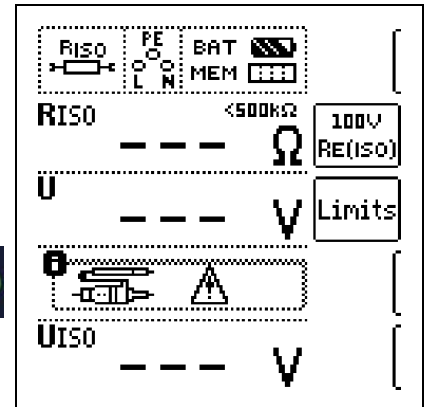 RISO PE BAT
L N MEM
RISO <500kΩ
100V
RE(ISO)
– – – Ω
U
– – – V
Limits
UISO
– – – V